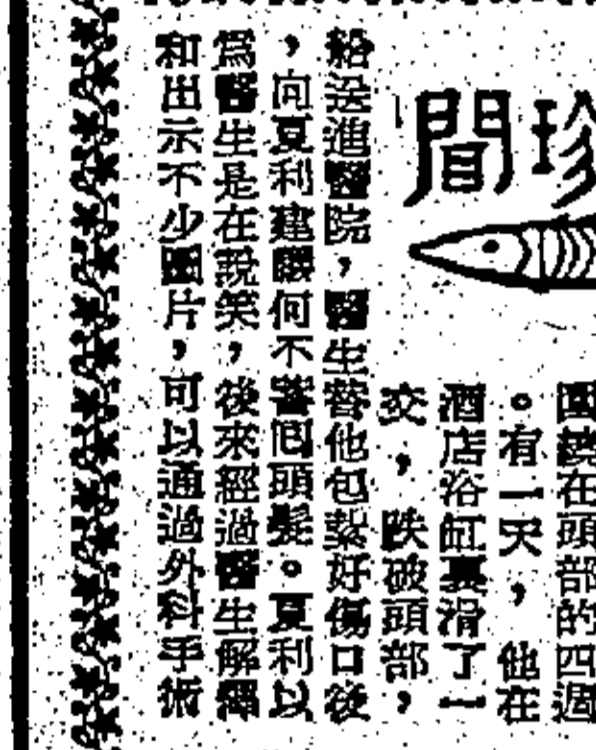 珍間
圍繞在頭部的四週
。有一天，他在
酒店浴缸裏滑了一
交，跌破頭部，
給送進醫院，醫生替他包紮好傷口後
，向夏利建議何不蓄回頭髮。夏利以
爲醫生是在説笑，後來經過醫生解釋
和出示不少圖片，可以通過外科手術